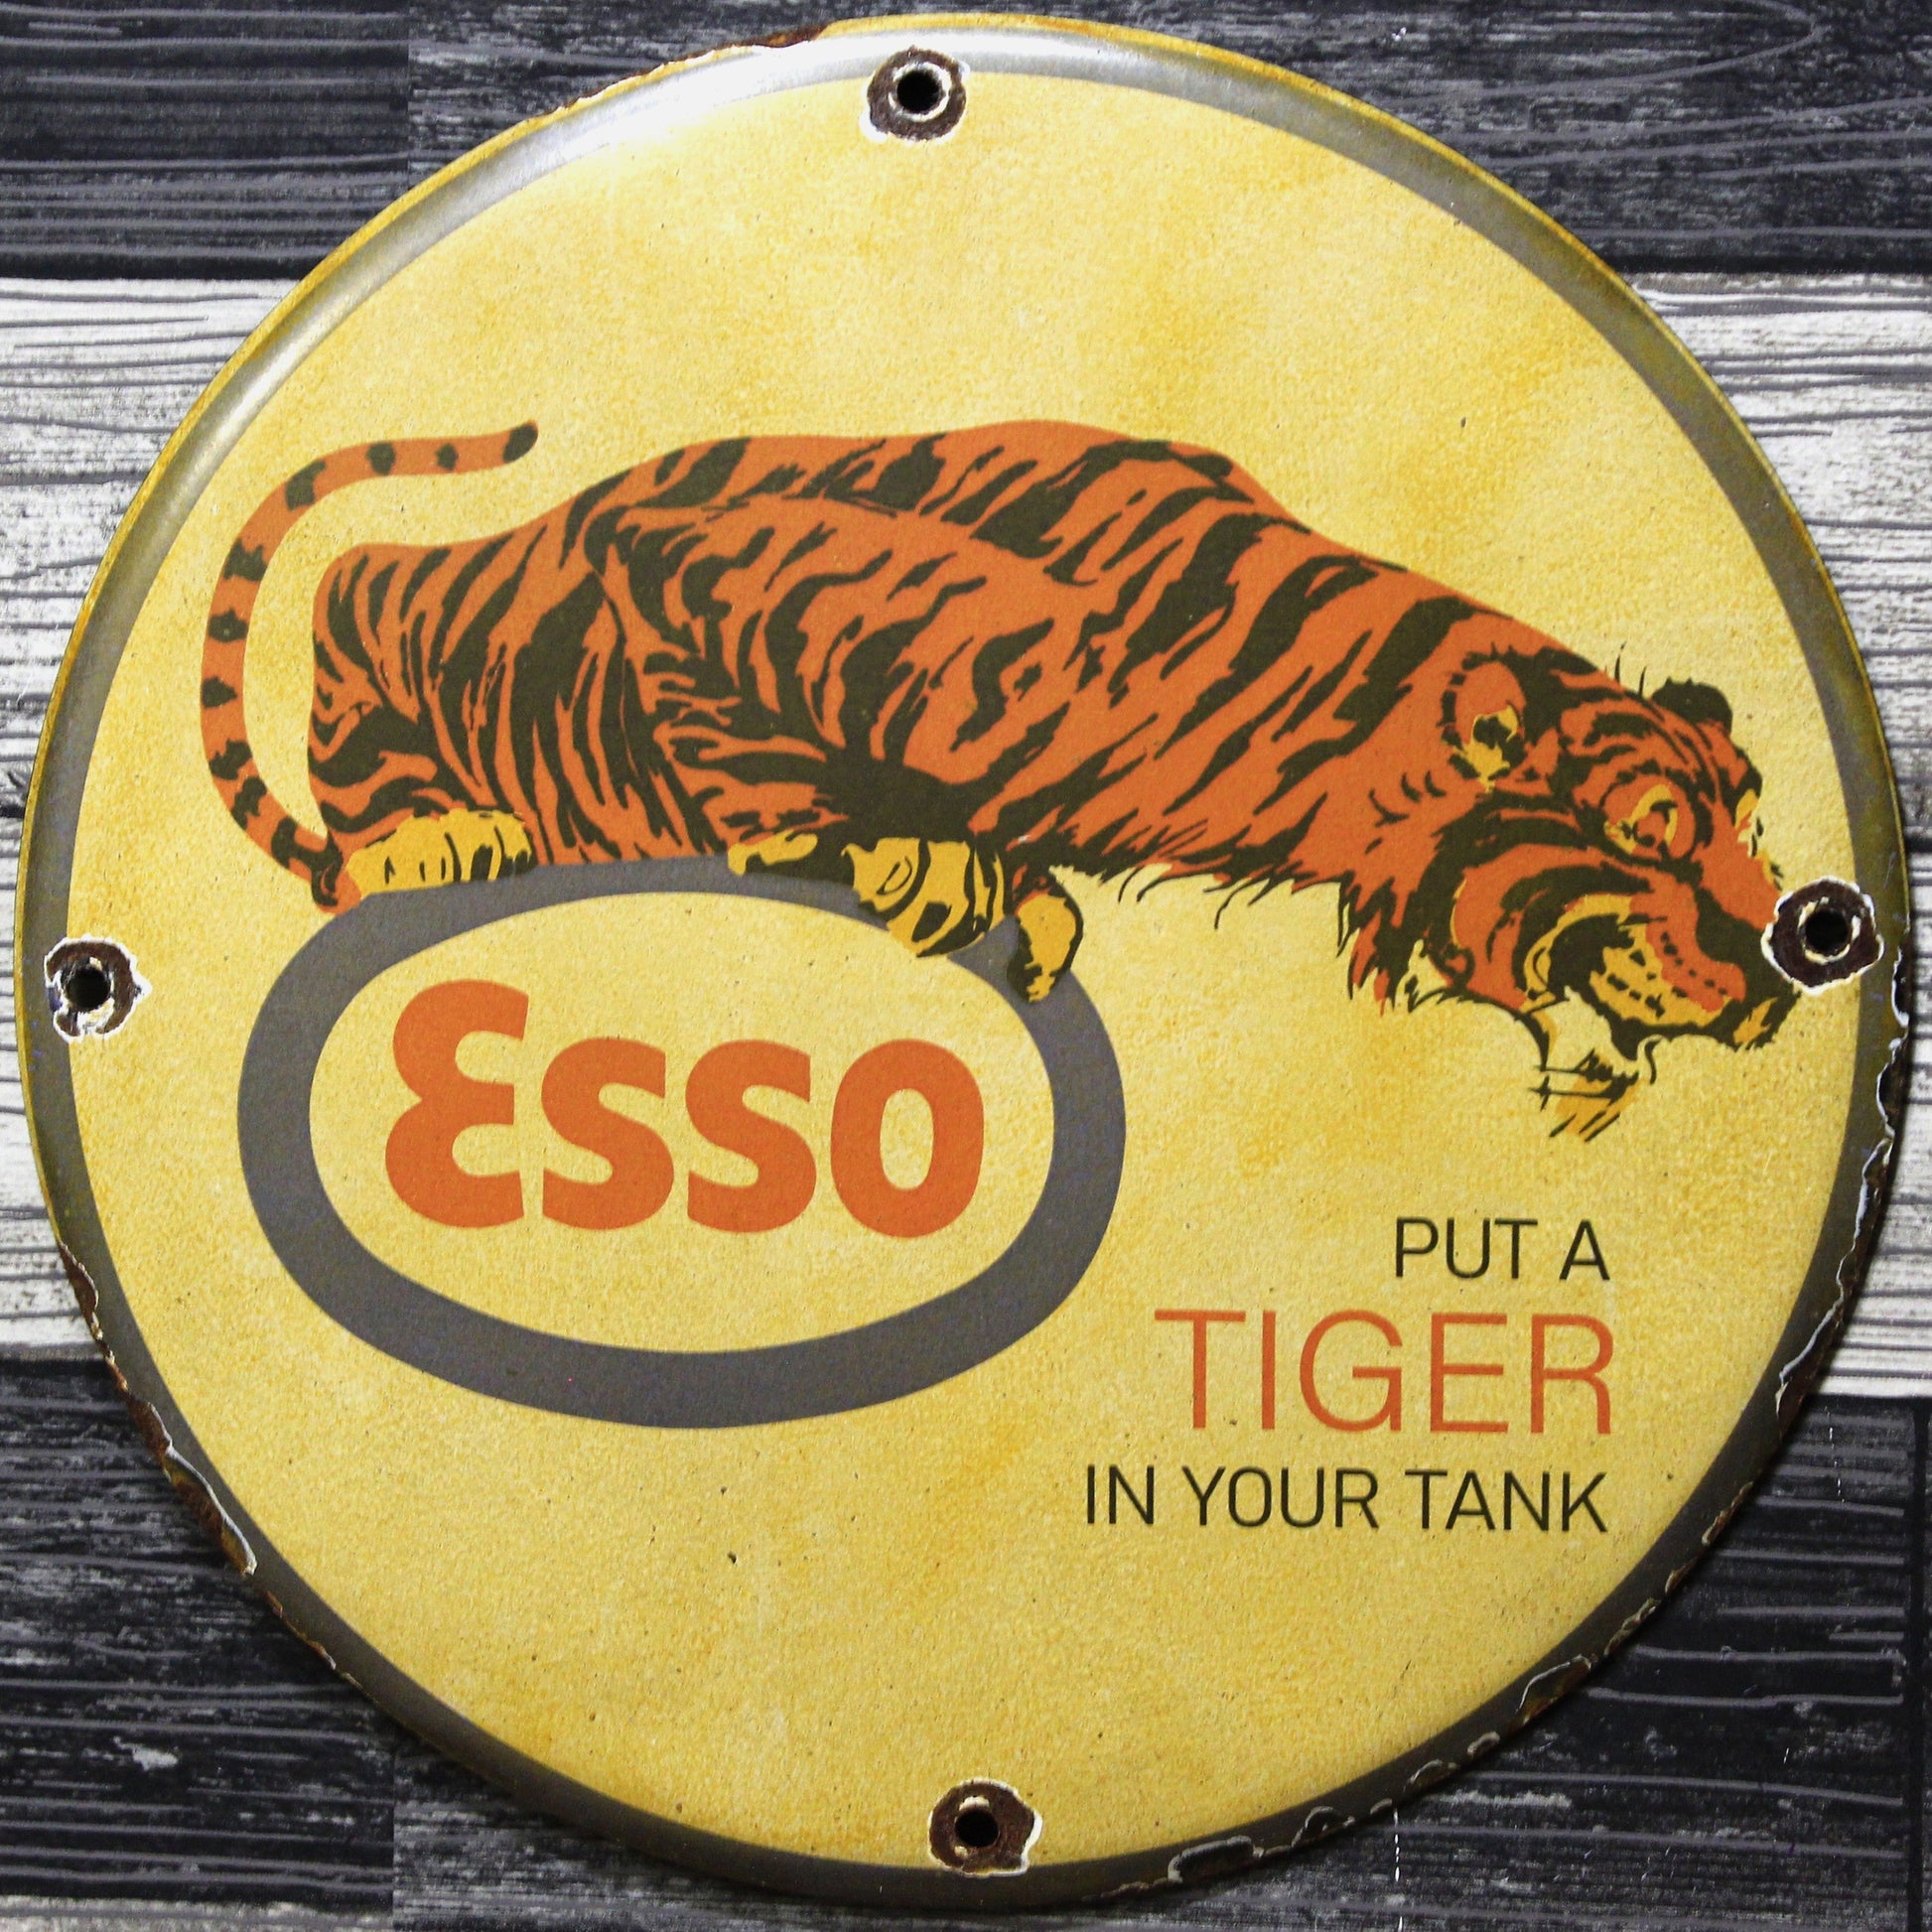 Esso
PUT A
TIGER
IN YOUR TANK